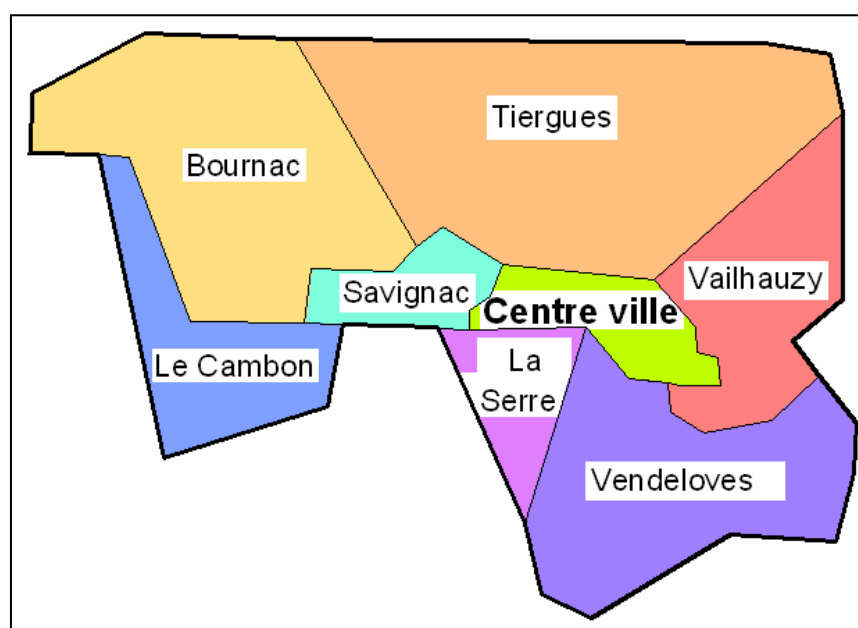 Tiergues
Bournac
Vailhauzy
Savignac
Centre ville
Le Cambon
La
Serre
Vendeloves